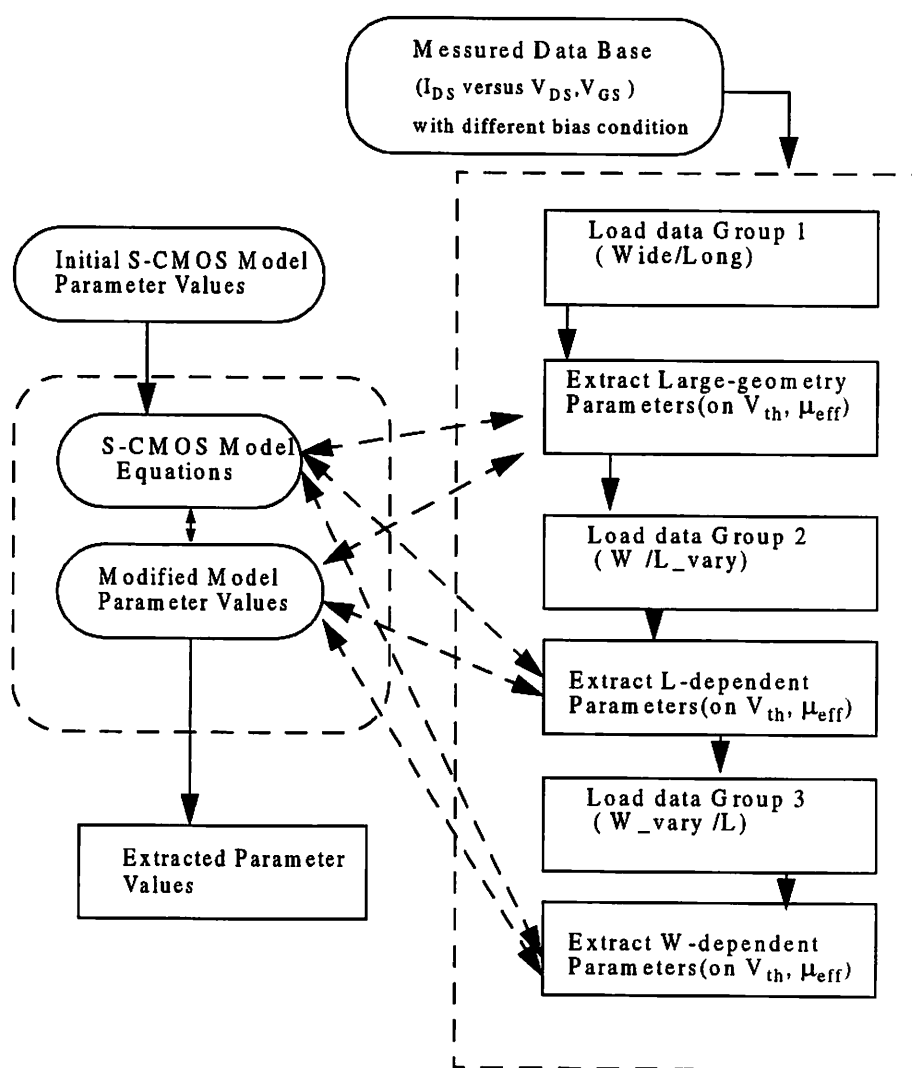 Messured Data Base
(I_DS versus V_DS,V_GS )
with different bias condition
Load data Group 1
( Wide/Long)
Initial S-CMOS Model
Parameter Values
Extract Large-geometry
Parameters(on V_th, μ_eff)
S-CMOS Model
Equations
Load data Group 2
( W /L_vary)
Modified Model
Parameter Values
Extract L-dependent
Parameters(on V_th, μ_eff)
Load data Group 3
( W_vary /L)
Extracted Parameter
Values
Extract W-dependent
Parameters(on V_th, μ_eff)